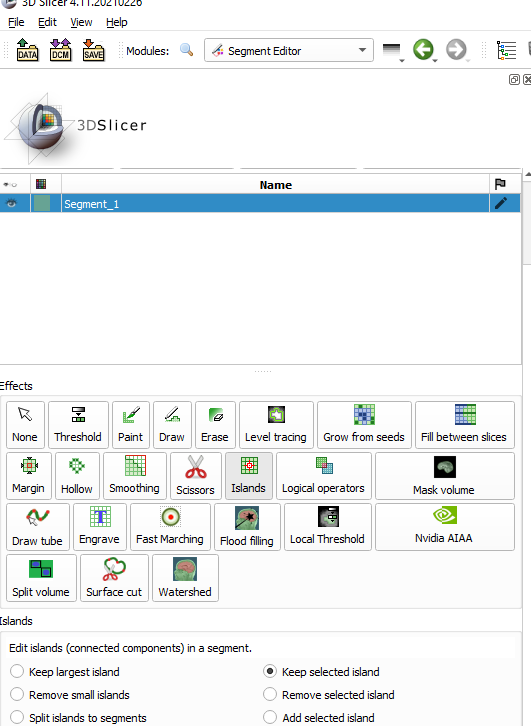 3D Slicer 4.11.20210226
File Edit View Help
DATA DCM SAVE Modules: Segment Editor
3DSlicer
Name
Segment_1
Effects
None Threshold Paint Draw Erase Level tracing Grow from seeds Fill between slices
Margin Hollow Smoothing Scissors Islands Logical operators Mask volume
Draw tube Engrave Fast Marching Flood filling Local Threshold Nvidia AIAA
Split volume Surface cut Watershed
Islands
Edit islands (connected components) in a segment.
Keep largest island Keep selected island
Remove small islands Remove selected island
Split islands to segments Add selected island